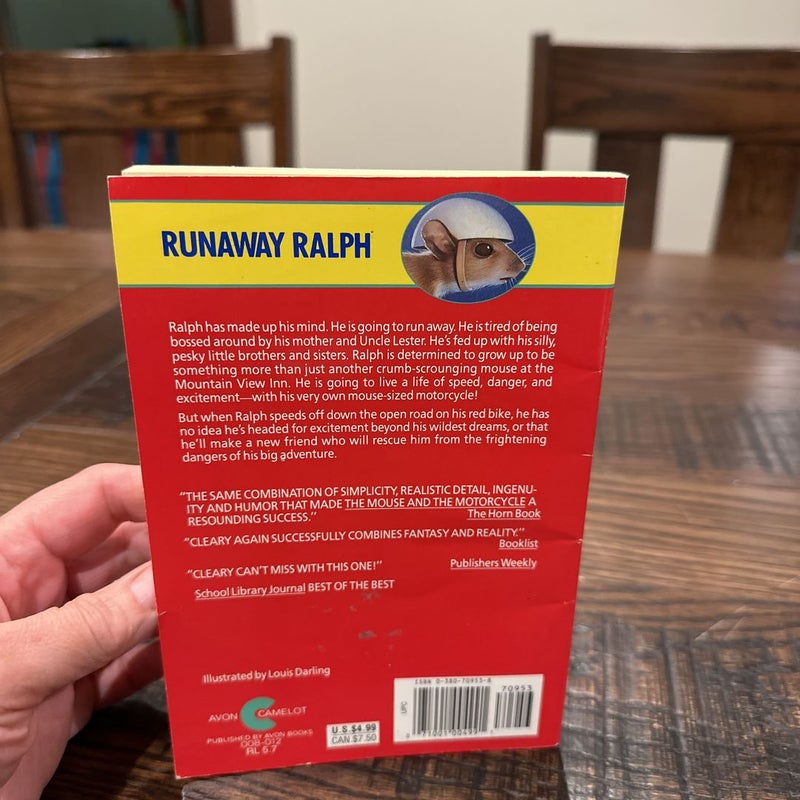 RUNAWAY RALPH
Ralph has made up his mind. He is going to run away. He is tired of being
bossed around by his mother and Uncle Lester. He's fed up with his silly,
pesky little brothers and sisters. Ralph is determined to grow up to be
something more than just another crumb-scrounging mouse at the
Mountain View Inn. He is going to live a life of speed, danger, and
excitement—with his very own mouse-sized motorcycle!
But when Ralph speeds off down the open road on his red bike, he has
no idea he's headed for excitement beyond his wildest dreams, or that
he'll make a new friend who will rescue him from the frightening
dangers of his big adventure.
"THE SAME COMBINATION OF SIMPLICITY, REALISTIC DETAIL, INGENU-
ITY AND HUMOR THAT MADE THE MOUSE AND THE MOTORCYCLE A
RESOUNDING SUCCESS." The Horn Book
"CLEARY AGAIN SUCCESSFULLY COMBINES FANTASY AND REALITY."
Booklist
"CLEARY CAN'T MISS WITH THIS ONE!" Publishers Weekly
School Library Journal BEST OF THE BEST
Illustrated by Louis Darling
AVON CAMELOT
PUBLISHED BY AVON BOOKS
008-012
RL 5.7
U.S. $4.99
CAN. $7.50
ISBN 0-380-70953-8
70953
UPC